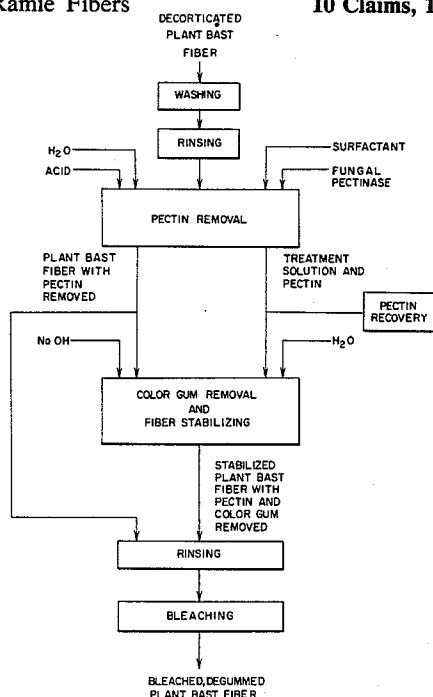 Ramie Fibers
10 Claims, 1
DECORTICATED
PLANT BAST
FIBER
WASHING
RINSING
H2O
ACID
SURFACTANT
FUNGAL
PECTINASE
PECTIN REMOVAL
PLANT BAST
FIBER WITH
PECTIN
REMOVED
TREATMENT
SOLUTION AND
PECTIN
PECTIN
RECOVERY
No OH
H2O
COLOR GUM REMOVAL
AND
FIBER STABILIZING
STABILIZED
PLANT BAST
FIBER WITH
PECTIN AND
COLOR GUM
REMOVED
RINSING
BLEACHING
BLEACHED, DEGUMMED
PLANT BAST FIBER